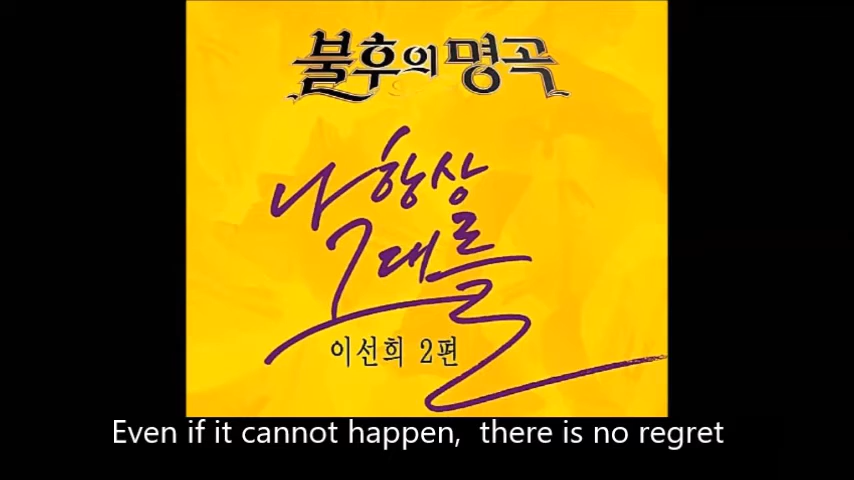 불후의 명곡
나 항상
그대를
이선희 2편
Even if it cannot happen, there is no regret